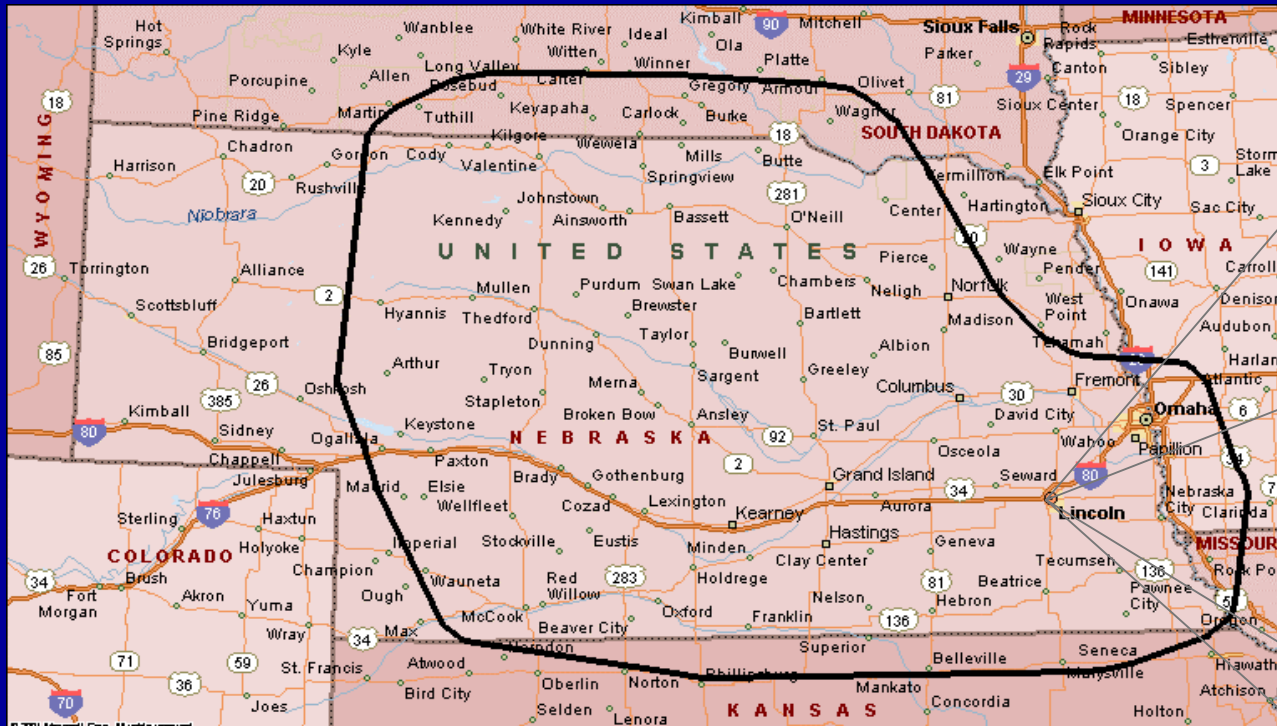 Hot Springs
Wanblee
White River
Ideal
Kimball
90
Mitchell
Sioux Falls
Rock Rapids
MINNESOTA
Estherville
Kyle
Witten
Ola
Parker
Canton
Sibley
Porcupine
Allen
Long Valley
Winner
Platte
29
18
Rosebud
Carter
Gregory
Armour
Olivet
81
Sioux Center
18
Spencer
Pine Ridge
Martin
Tuthill
Keyapaha
Carlock
Burke
Wagner
Orange City
WYOMING
Chadron
Kilgore
Wewela
18
SOUTH DAKOTA
Harrison
Gordon
Cody
Valentine
Mills
Butte
3
Storm Lake
20
Rushville
Springview
281
Vermillion
Elk Point
Niobrara
Johnstown
Kennedy
Ainsworth
Bassett
O'Neill
Center
Hartington
Sioux City
Sac City
UNITED STATES
20
Wayne
IOWA
26
Torrington
Alliance
Pierce
Pender
141
Carroll
2
Mullen
Purdum
Swan Lake
Chambers
Neligh
Norfolk
Onawa
Denison
Scottsbluff
Hyannis
Thedford
Brewster
Bartlett
Madison
West Point
Audubon
85
Bridgeport
Dunning
Taylor
Burwell
Albion
Tekamah
Harlan
Arthur
Tryon
Sargent
Greeley
Atlantic
385
26
Oshkosh
Stapleton
Merna
Columbus
30
Fremont
Kimball
Sidney
Keystone
Broken Bow
Ansley
St. Paul
David City
Omaha
6
80
Chappell
Ogallala
NEBRASKA
92
Wahoo
Papillion
Julesburg
Paxton
Brady
Gothenburg
2
Grand Island
Osceola
Seward
80
34
Madrid
Elsie
Wellfleet
Cozad
Lexington
Kearney
Aurora
34
Lincoln
Nebraska City
Clarinda
76
Sterling
Haxtun
Holyoke
Imperial
Stockville
Eustis
Minden
Hastings
Clay Center
Geneva
Tecumseh
MISSOUR
COLORADO
Champion
Wauneta
Red Willow
283
Holdrege
81
Beatrice
136
Rock Po
34
Fort Morgan
Brush
Akron
Yuma
Ough
McCook
Beaver City
Oxford
Franklin
Nelson
136
Hebron
Pawnee City
Oregon
Wray
34
Max
Superior
71
59
St. Francis
Atwood
Herndon
Phillipsburg
Belleville
Seneca
Marysville
Hiawath
36
Bird City
Oberlin
Norton
Mankato
Concordia
Atchison
70
Joes
Selden
Lenora
KANSAS
Holton